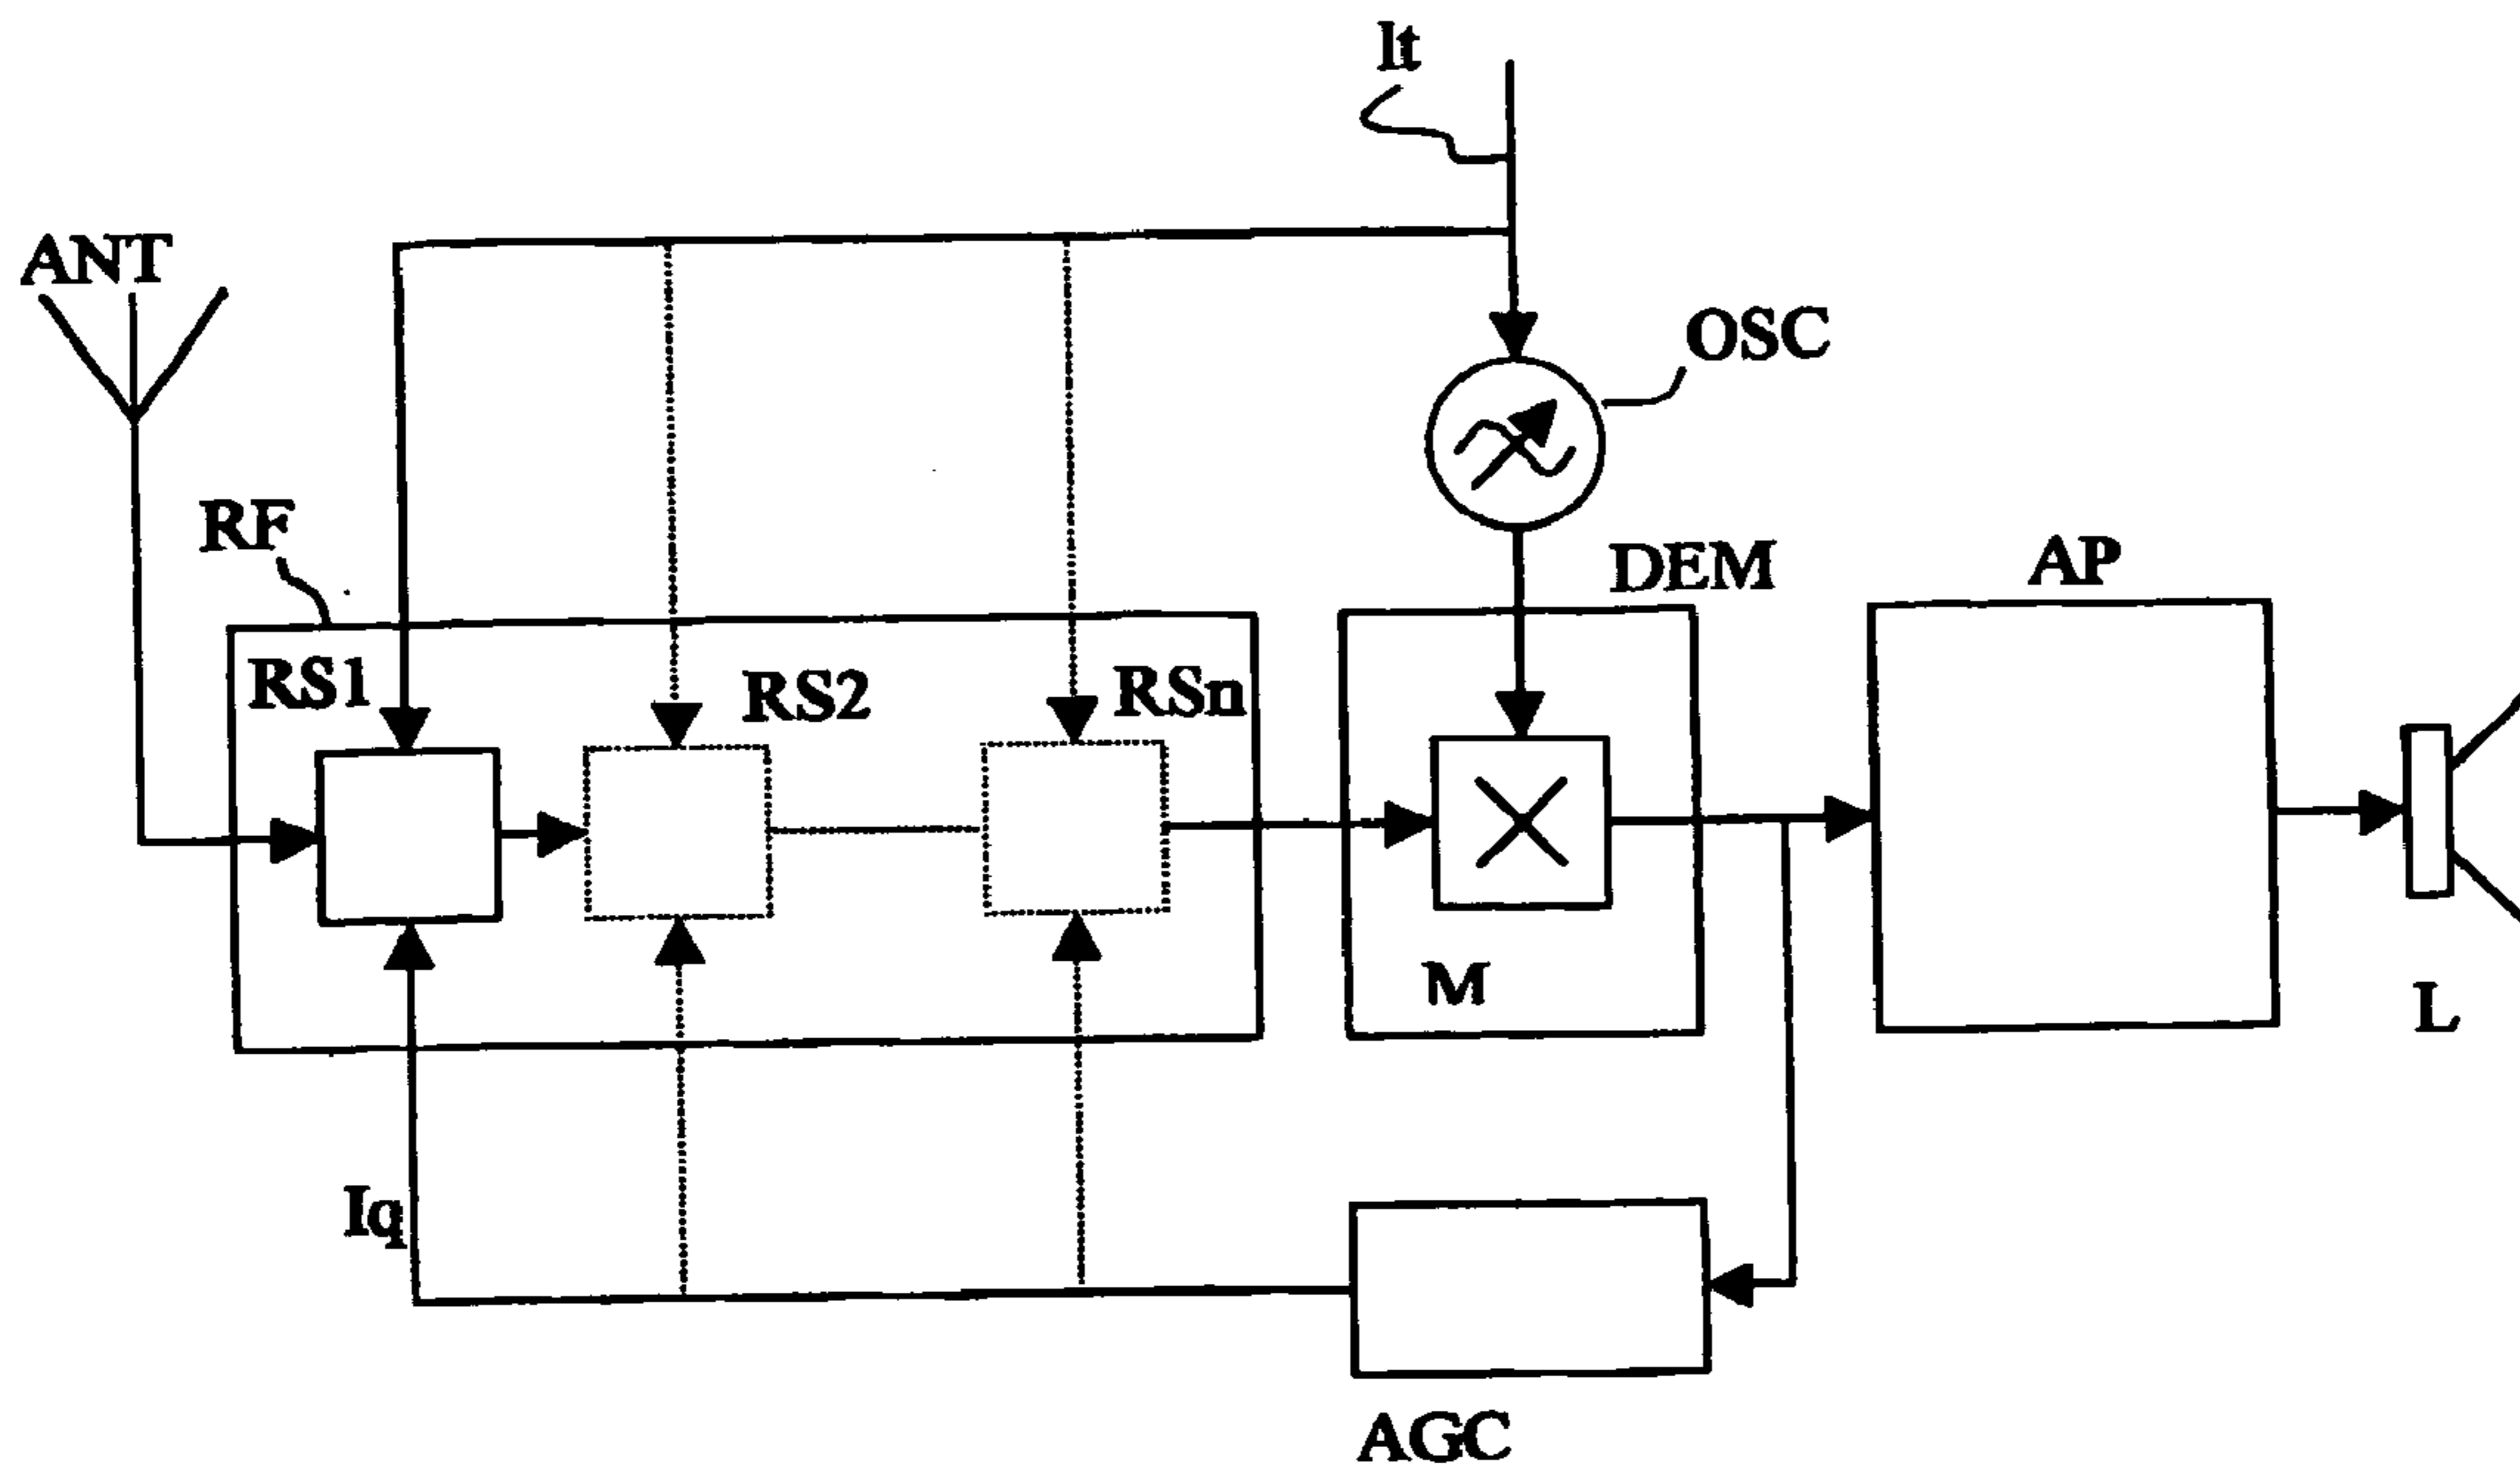 It
ANT
OSC
RF
DEM
AP
RS1
RS2
RSn
M
L
Iq
AGC